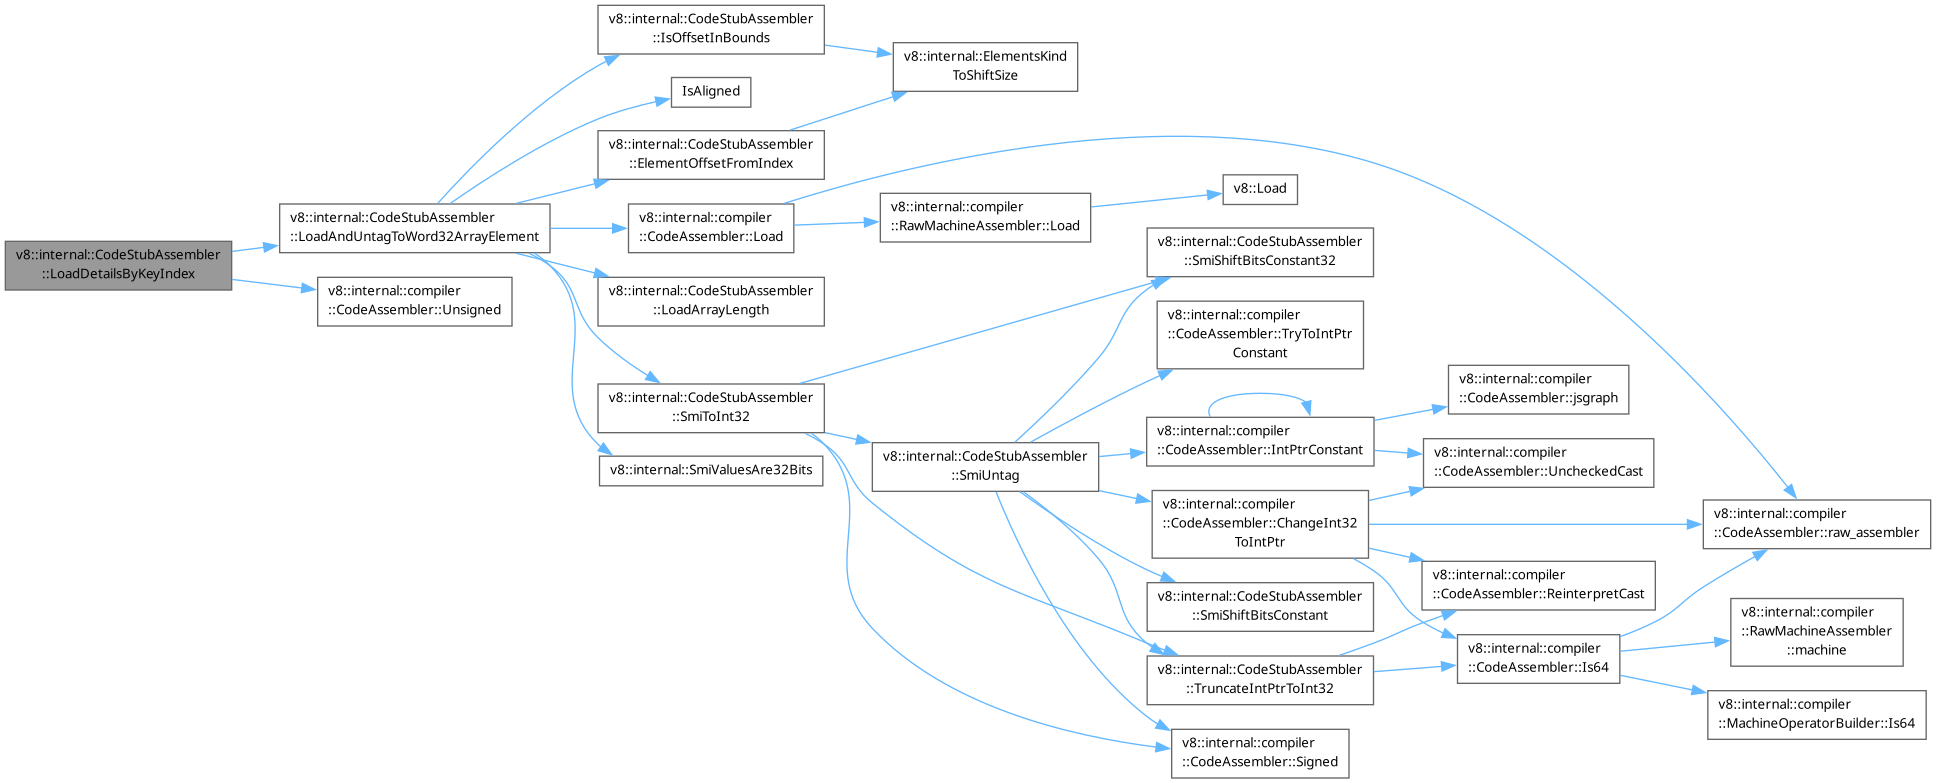 v8::internal::CodeStubAssembler
::LoadDetailsByKeyIndex
v8::internal::CodeStubAssembler
::LoadAndUntagToWord32ArrayElement
v8::internal::compiler
::CodeAssembler::Unsigned
v8::internal::CodeStubAssembler
::IsOffsetInBounds
IsAligned
v8::internal::CodeStubAssembler
::ElementOffsetFromIndex
v8::internal::compiler
::CodeAssembler::Load
v8::internal::CodeStubAssembler
::LoadArrayLength
v8::internal::CodeStubAssembler
::SmiToInt32
v8::internal::SmiValuesAre32Bits
v8::internal::ElementsKind
ToShiftSize
v8::internal::compiler
::RawMachineAssembler::Load
v8::internal::CodeStubAssembler
::SmiUntag
v8::Load
v8::internal::CodeStubAssembler
::SmiShiftBitsConstant32
v8::internal::compiler
::CodeAssembler::TryToIntPtr
Constant
v8::internal::compiler
::CodeAssembler::IntPtrConstant
v8::internal::compiler
::CodeAssembler::ChangeInt32
ToIntPtr
v8::internal::CodeStubAssembler
::SmiShiftBitsConstant
v8::internal::CodeStubAssembler
::TruncateIntPtrToInt32
v8::internal::compiler
::CodeAssembler::Signed
v8::internal::compiler
::CodeAssembler::jsgraph
v8::internal::compiler
::CodeAssembler::UncheckedCast
v8::internal::compiler
::CodeAssembler::ReinterpretCast
v8::internal::compiler
::CodeAssembler::Is64
v8::internal::compiler
::CodeAssembler::raw_assembler
v8::internal::compiler
::RawMachineAssembler
::machine
v8::internal::compiler
::MachineOperatorBuilder::Is64